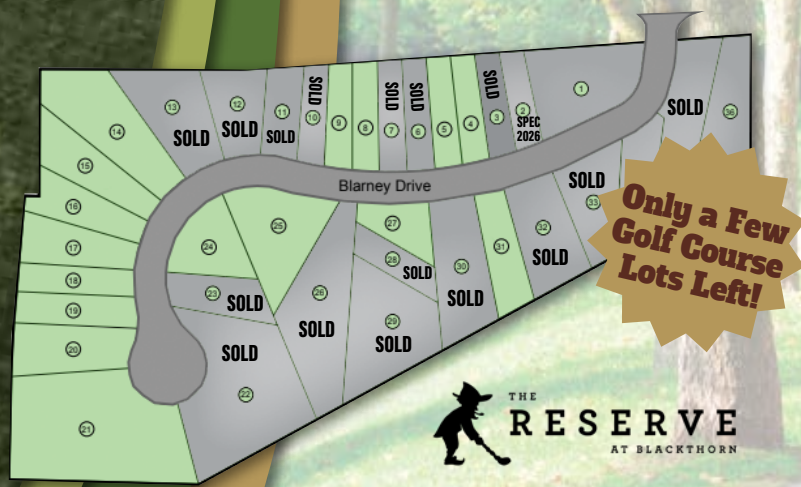 1
2
SPEC
2026
3
SOLD
4
5
6
SOLD
7
SOLD
8
9
10
SOLD
11
SOLD
12
SOLD
13
SOLD
14
15
16
17
18
19
20
21
22
SOLD
23
SOLD
24
25
26
SOLD
27
28
SOLD
29
SOLD
30
SOLD
31
32
SOLD
33
SOLD
SOLD
36
Blarney Drive
Only a Few
Golf Course
Lots Left!
THE
RESERVE
AT BLACKTHORN